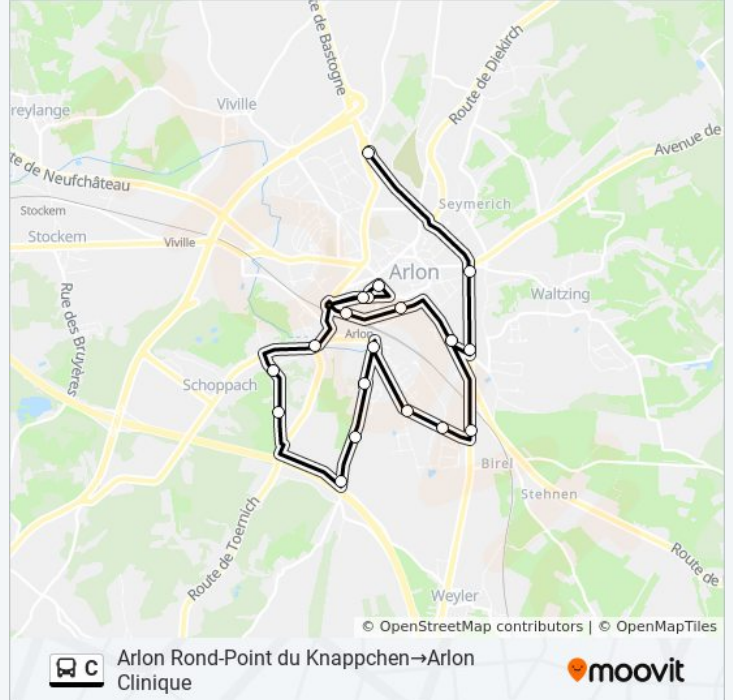 te de Bastogne
Route de Diekirch
reylange
Viville
Avenue de
te de Neufchâteau
Stockem
Seymerich
Stockem
Viville
Arlon
Waltzing
Rue des Bruyères
Arlon
Schoppach
Birel
Stehnen
Route de Toernich
Route de
Weyler
© OpenStreetMap contributors | © OpenMapTiles
C
Arlon Rond-Point du Knappchen→Arlon
Clinique
moovit